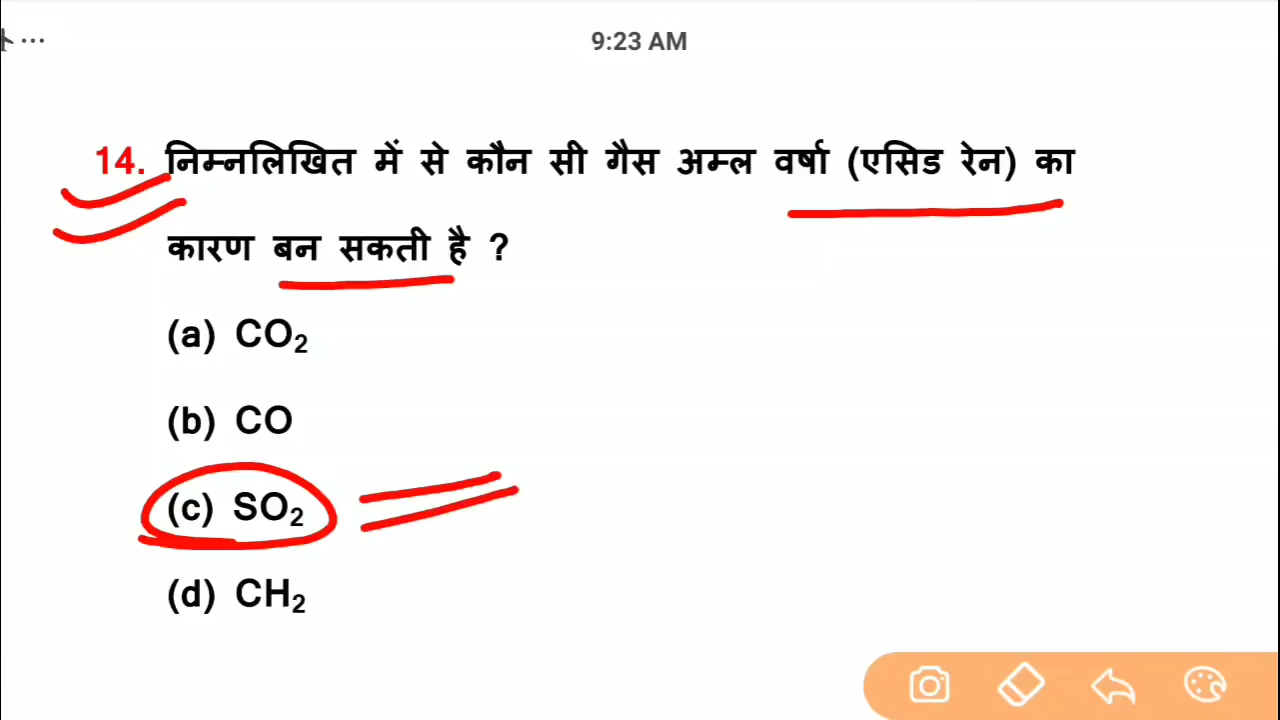 9:23 AM
14. निम्नलिखित में से कौन सी गैस अम्ल वर्षा (एसिड रेन) का
कारण बन सकती है ?
(a) CO₂
(b) CO
(c) SO₂
(d) CH₂